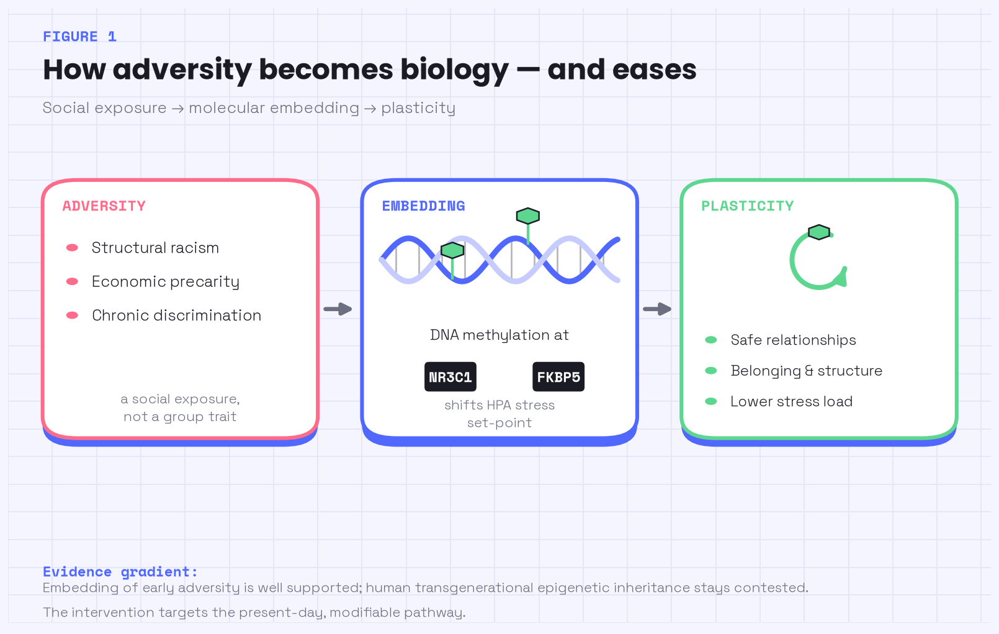 FIGURE 1
How adversity becomes biology — and eases
Social exposure → molecular embedding → plasticity
ADVERSITY
Structural racism
Economic precarity
Chronic discrimination
a social exposure,
not a group trait
EMBEDDING
DNA methylation at
NR3C1 FKBP5
shifts HPA stress
set-point
PLASTICITY
Safe relationships
Belonging & structure
Lower stress load
Evidence gradient:
Embedding of early adversity is well supported; human transgenerational epigenetic inheritance stays contested.
The intervention targets the present-day, modifiable pathway.